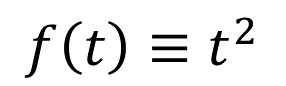 f(t) ≡ t²